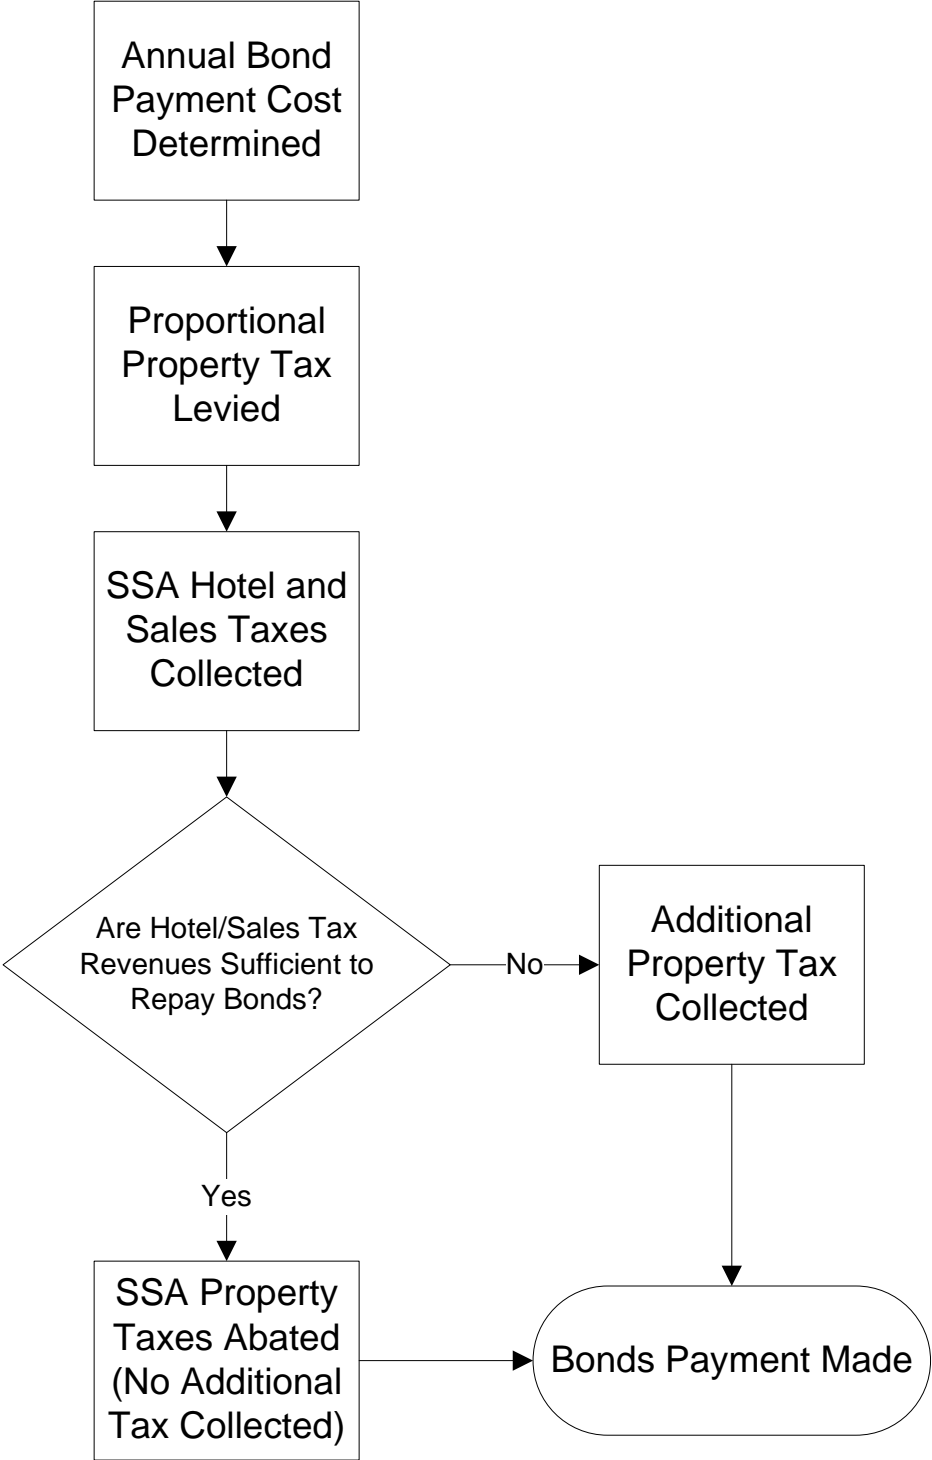 Annual Bond
Payment Cost
Determined
Proportional
Property Tax
Levied
SSA Hotel and
Sales Taxes
Collected
Are Hotel/Sales Tax
Revenues Sufficient to
Repay Bonds?
No
Additional
Property Tax
Collected
Yes
SSA Property
Taxes Abated
(No Additional
Tax Collected)
Bonds Payment Made